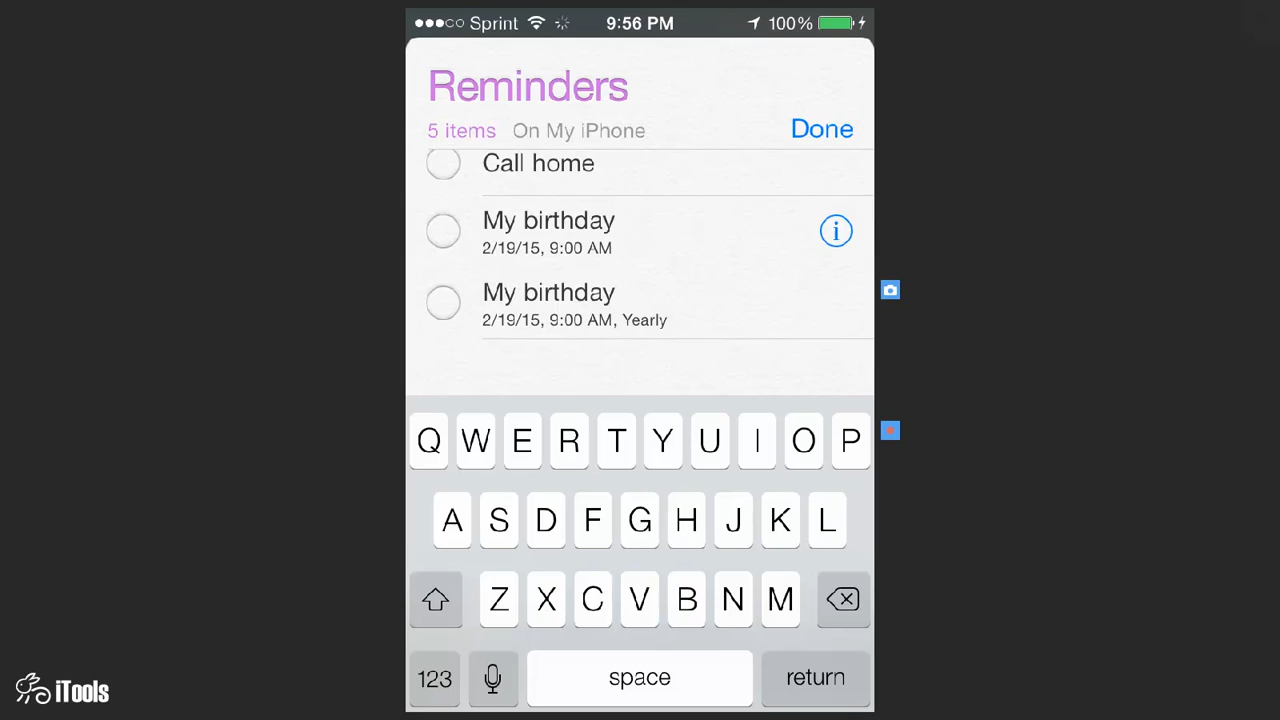 Sprint 9:56 PM 100%
Reminders
5 items On My iPhone Done
Call home
My birthday
2/19/15, 9:00 AM
My birthday
2/19/15, 9:00 AM, Yearly
Q W E R T Y U I O P
A S D F G H J K L
Z X C V B N M
123 space return
iTools